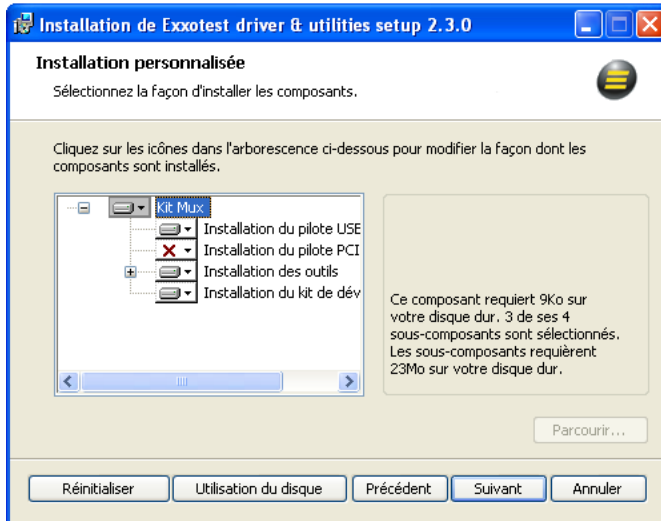 Installation de Exxotest driver & utilities setup 2.3.0
Installation personnalisée
Sélectionnez la façon d'installer les composants.
Cliquez sur les icônes dans l'arborescence ci-dessous pour modifier la façon dont les
composants sont installés.
Kit Mux
Installation du pilote USB
Installation du pilote PCI
Installation des outils
Installation du kit de dév
Ce composant requiert 9Ko sur
votre disque dur. 3 de ses 4
sous-composants sont sélectionnés.
Les sous-composants requièrent
23Mo sur votre disque dur.
Parcourir...
Réinitialiser
Utilisation du disque
Précédent
Suivant
Annuler